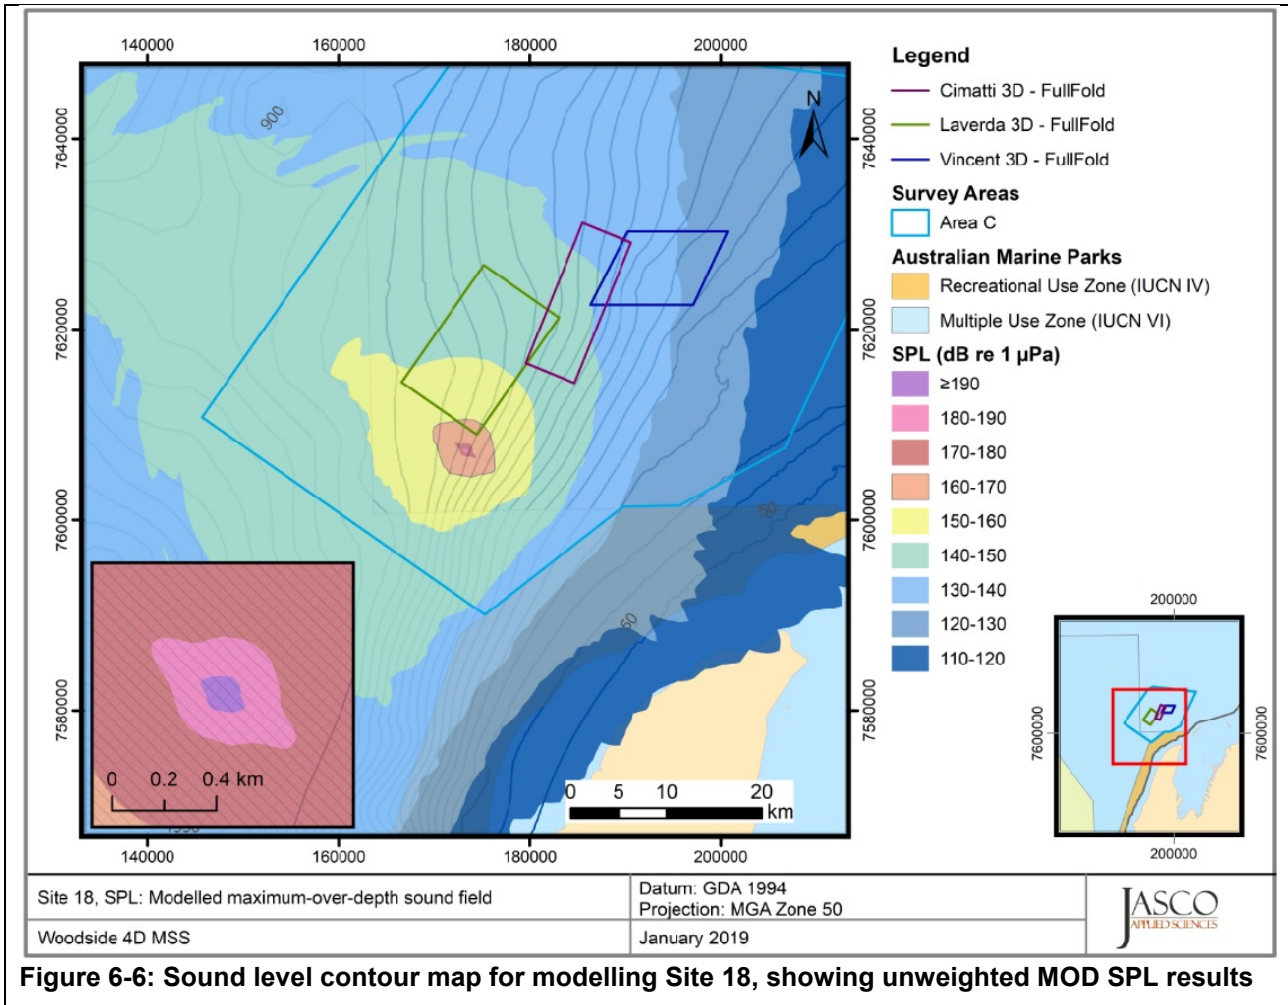 140000 160000 180000 200000
7640000 7620000 7600000 7580000
900
N
50
60
0 0.2 0.4 km
0 5 10 20
km
7640000 7620000 7600000 7580000
140000 160000 180000 200000
Legend
Cimatti 3D - FullFold
Laverda 3D - FullFold
Vincent 3D - FullFold
Survey Areas
Area C
Australian Marine Parks
Recreational Use Zone (IUCN IV)
Multiple Use Zone (IUCN VI)
SPL (dB re 1 µPa)
≥190
180-190
170-180
160-170
150-160
140-150
130-140
120-130
110-120
200000
7600000 7600000
200000
Site 18, SPL: Modelled maximum-over-depth sound field
Datum: GDA 1994
Projection: MGA Zone 50
Woodside 4D MSS
January 2019
JASCO
APPLIED SCIENCES
Figure 6-6: Sound level contour map for modelling Site 18, showing unweighted MOD SPL results